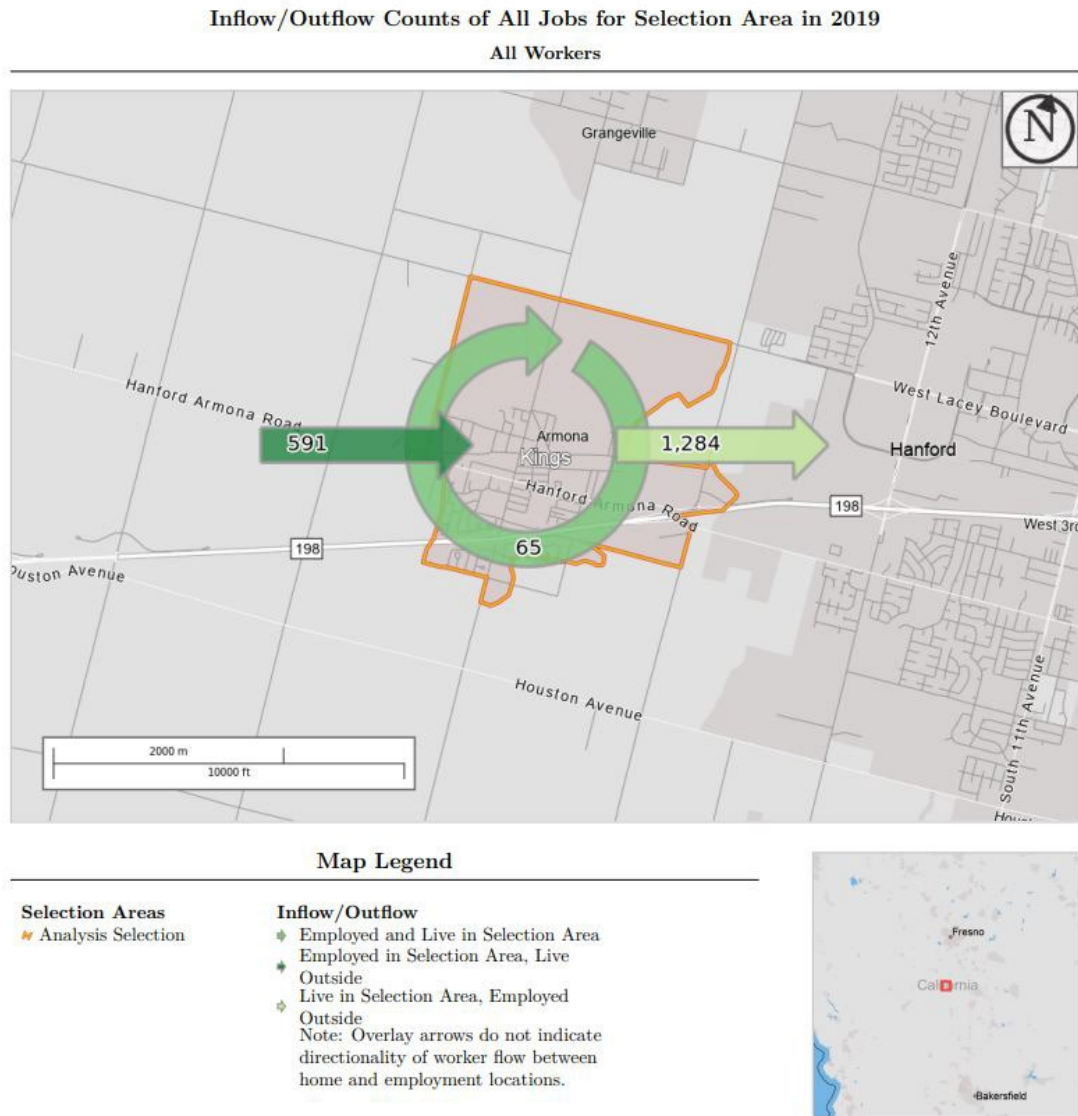 Inflow/Outflow Counts of All Jobs for Selection Area in 2019
All Workers
Grangeville
N
12th Avenue
Hanford Armona Road
West Lacey Boulevard
591
1,284
Armona
Kings
Hanford
Hanford Armona Road
198
West 3rd
65
198
ouston Avenue
Houston Avenue
South 11th Avenue
2000 m
10000 ft
Hous
Map Legend
Selection Areas
Analysis Selection
Inflow/Outflow
Employed and Live in Selection Area
Employed in Selection Area, Live
Outside
Live in Selection Area, Employed
Outside
Note: Overlay arrows do not indicate
directionality of worker flow between
home and employment locations.
Fresno
California
Bakersfield